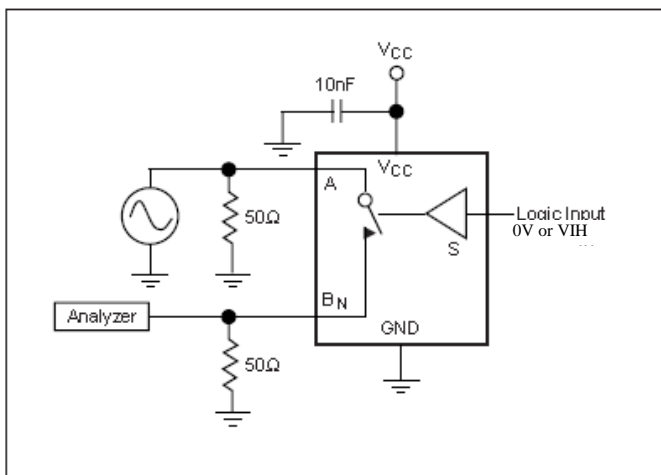 VCC
10nF
VCC
A
50Ω
Logic Input
0V or VIH
S
BN
Analyzer
GND
50Ω